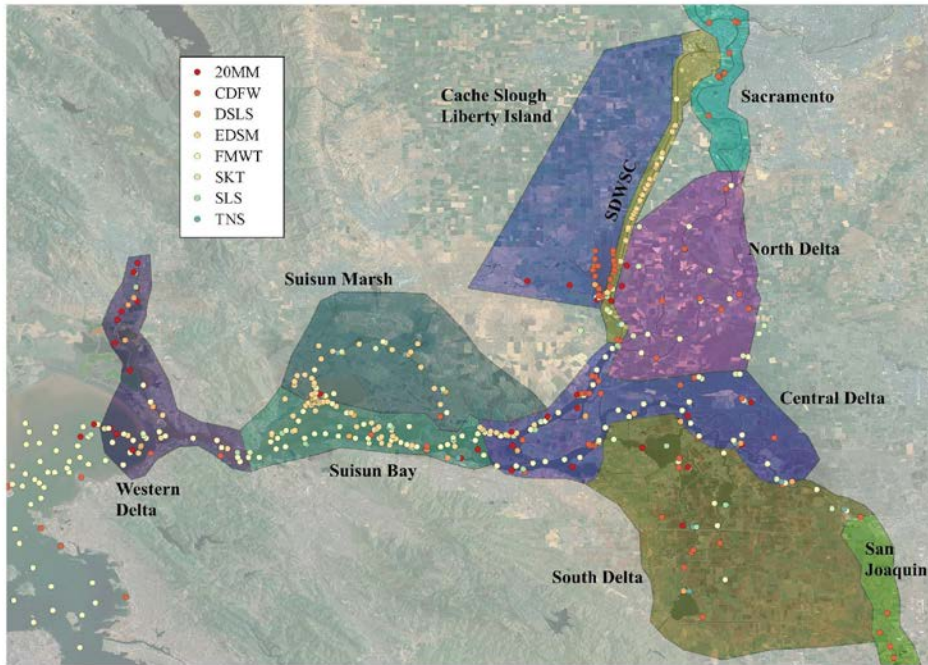 20MM
CDFW
DSLS
EDSM
FMWT
SKT
SLS
TNS
Cache Slough
Liberty Island
Sacramento
SDWSC
North Delta
Suisun Marsh
Central Delta
Suisun Bay
Western
Delta
South Delta
San
Joaquin